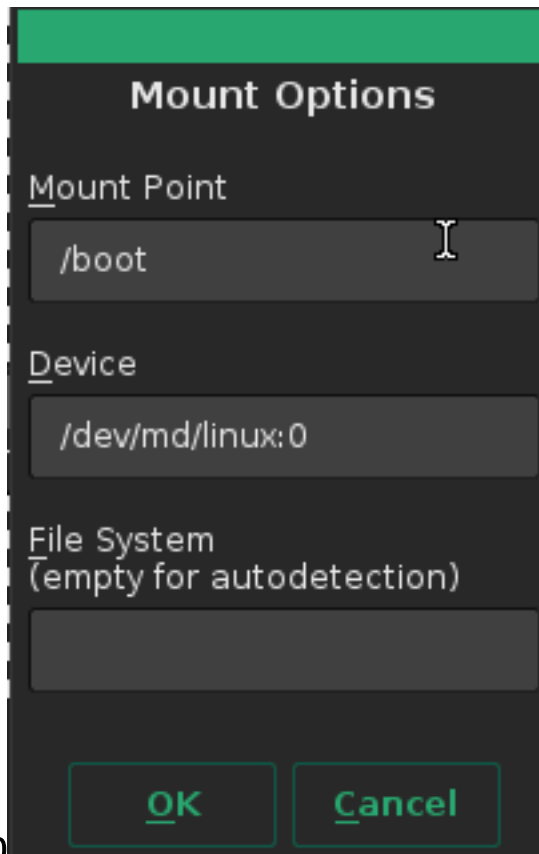 Mount Options
Mount Point
/boot
Device
/dev/md/linux:0
File System
(empty for autodetection)
OK
Cancel